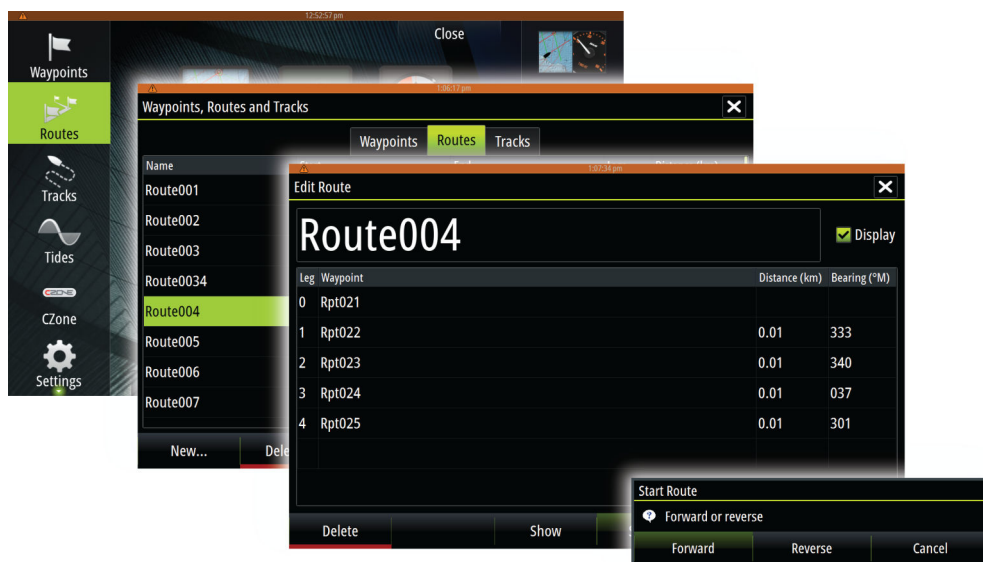 12:52:57 pm
Close
Waypoints
Routes
Tracks
Tides
CZONE
CZone
Settings
1:06:17 pm
Waypoints, Routes and Tracks
Waypoints Routes Tracks
Name
Route001
Route002
Route003
Route0034
Route004
Route005
Route006
Route007
New... Dele
1:07:34 pm
Edit Route
Route004
Display
Leg Waypoint Distance (km) Bearing (°M)
0 Rpt021
1 Rpt022 0.01 333
2 Rpt023 0.01 340
3 Rpt024 0.01 037
4 Rpt025 0.01 301
Delete Show
Start Route
Forward or reverse
Forward Reverse Cancel